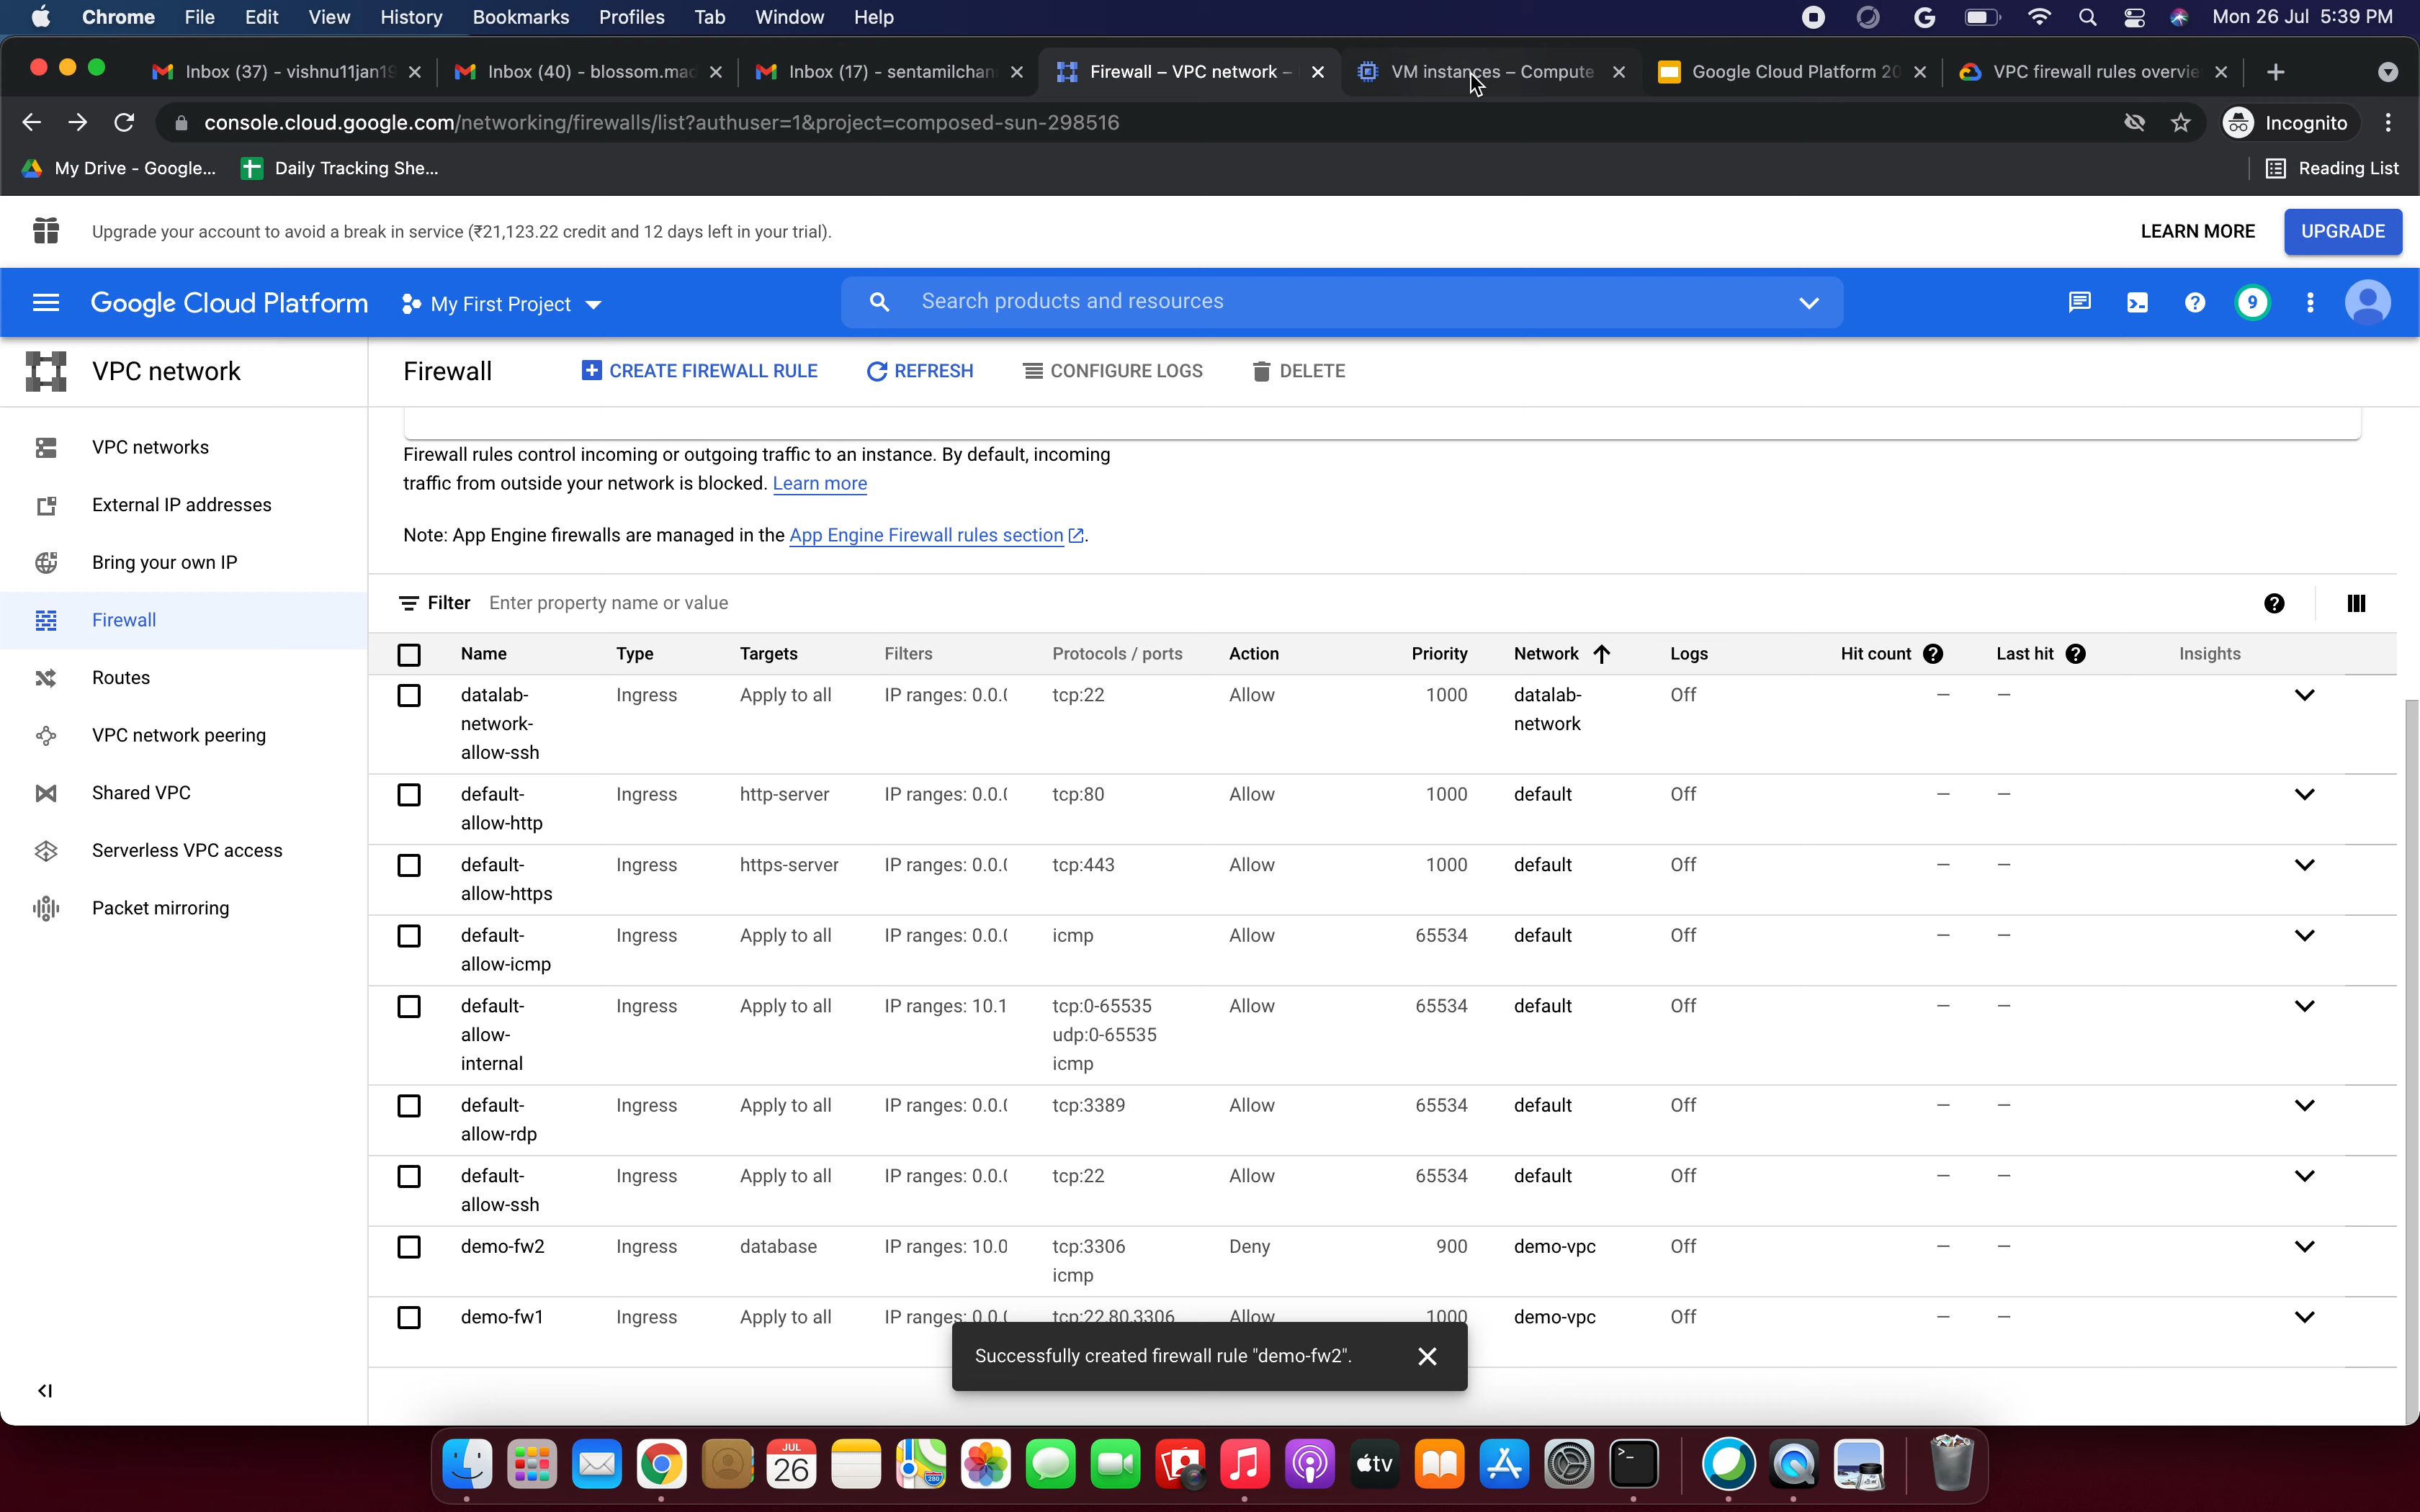 Chrome File Edit View History Bookmarks Profiles Tab Window Help Mon 26 Jul 5:39 PM
Inbox (37) - vishnu11jan19 Inbox (40) - blossom.mad Inbox (17) - sentamilchan Firewall – VPC network – VM instances – Compute Google Cloud Platform 20 VPC firewall rules overvie
console.cloud.google.com/networking/firewalls/list?authuser=1&project=composed-sun-298516 Incognito
My Drive - Google... Daily Tracking She... Reading List
Upgrade your account to avoid a break in service (₹21,123.22 credit and 12 days left in your trial). LEARN MORE UPGRADE
Google Cloud Platform My First Project Search products and resources 9
VPC network Firewall CREATE FIREWALL RULE REFRESH CONFIGURE LOGS DELETE
VPC networks
External IP addresses
Bring your own IP
Firewall
Routes
VPC network peering
Shared VPC
Serverless VPC access
Packet mirroring
Firewall rules control incoming or outgoing traffic to an instance. By default, incoming
traffic from outside your network is blocked. Learn more
Note: App Engine firewalls are managed in the App Engine Firewall rules section.
Filter Enter property name or value
Name Type Targets Filters Protocols / ports Action Priority Network Logs Hit count Last hit Insights
datalab- Ingress Apply to all IP ranges: 0.0.( tcp:22 Allow 1000 datalab- Off — —
network- network
allow-ssh
default- Ingress http-server IP ranges: 0.0.( tcp:80 Allow 1000 default Off — —
allow-http
default- Ingress https-server IP ranges: 0.0.( tcp:443 Allow 1000 default Off — —
allow-https
default- Ingress Apply to all IP ranges: 0.0.( icmp Allow 65534 default Off — —
allow-icmp
default- Ingress Apply to all IP ranges: 10.1 tcp:0-65535 Allow 65534 default Off — —
allow- udp:0-65535
internal icmp
default- Ingress Apply to all IP ranges: 0.0.( tcp:3389 Allow 65534 default Off — —
allow-rdp
default- Ingress Apply to all IP ranges: 0.0.( tcp:22 Allow 65534 default Off — —
allow-ssh
demo-fw2 Ingress database IP ranges: 10.0 tcp:3306 Deny 900 demo-vpc Off — —
icmp
demo-fw1 Ingress Apply to all IP ranges: 0.0.( tcp:22,80,3306 Allow 1000 demo-vpc Off — —
Successfully created firewall rule "demo-fw2".
JUL
26
tv